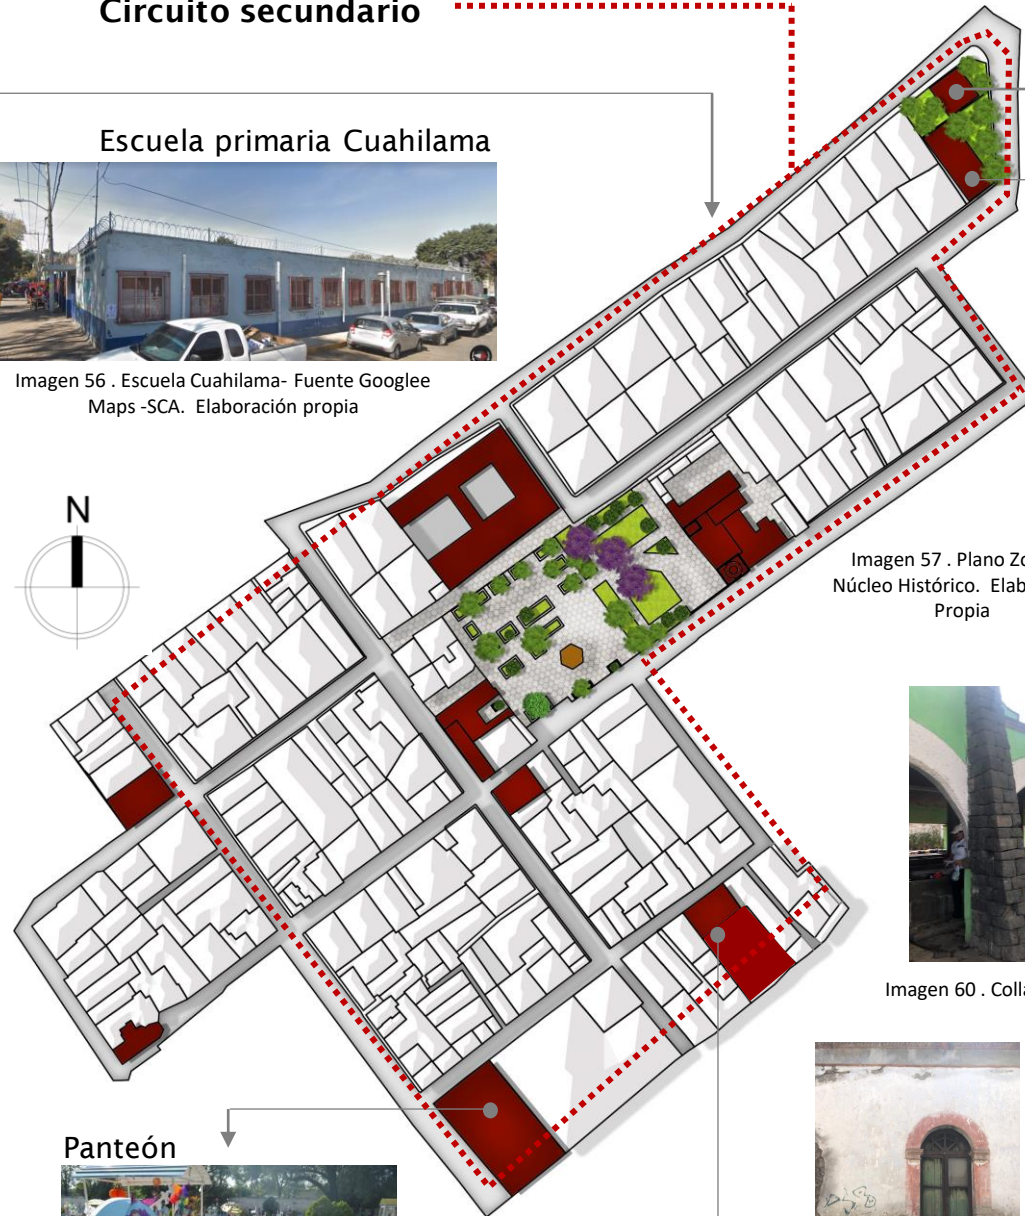 Circuito secundario
Escuela primaria Cuahilama
Imagen 56 . Escuela Cuahilama- Fuente Googlee
Maps -SCA. Elaboración propia
N
Imagen 57 . Plano Zo
Núcleo Histórico. Elab
Propia
Imagen 60 . Colla
Panteón